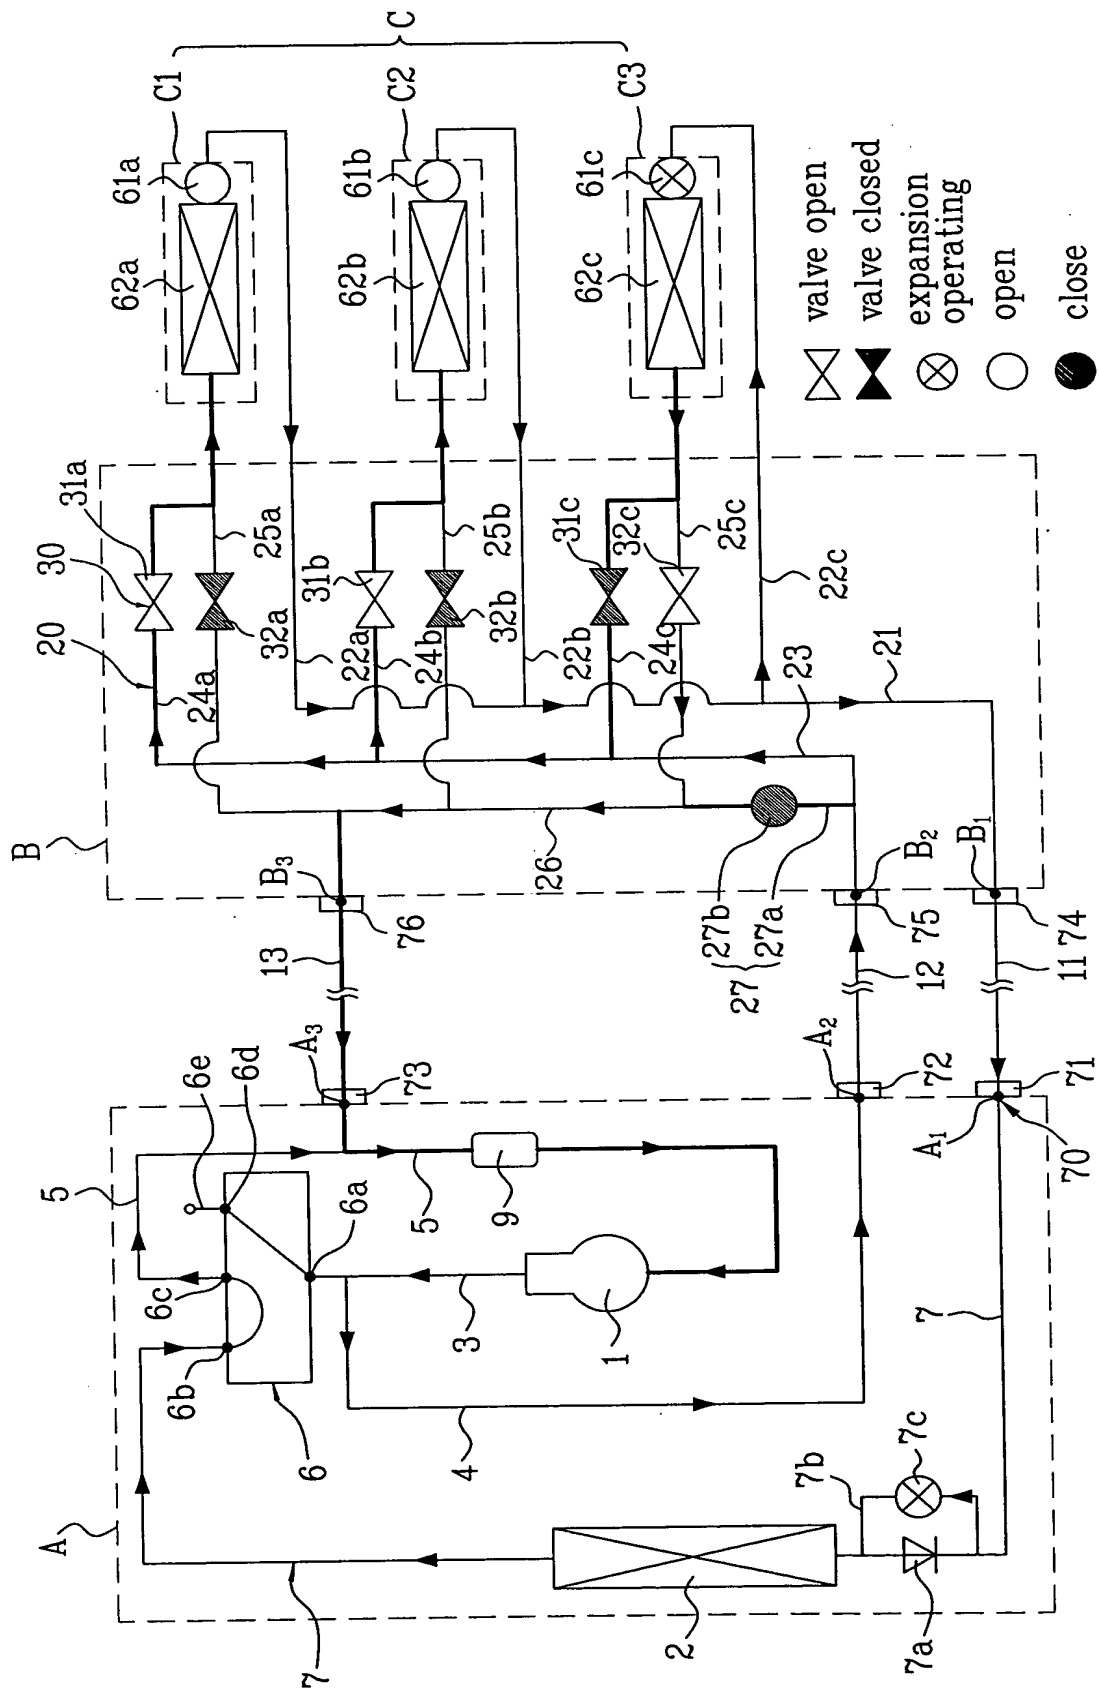 C
C1
C2
C3
61a
61b
61c
62a
62b
62c
valve open
valve closed
expansion
operating
open
close
B
20
30
31a
24a
32a
25a
22a
31b
24b
32b
25b
22b
31c
24c
32c
25c
22c
23
21
26
27b
27a
27
B3
76
B2
75
B1
74
13
12
11
A3
73
A2
72
A1
71
70
A
5
6e
6d
6c
6b
6a
6
5
9
3
1
4
7
7
2
7b
7c
7a